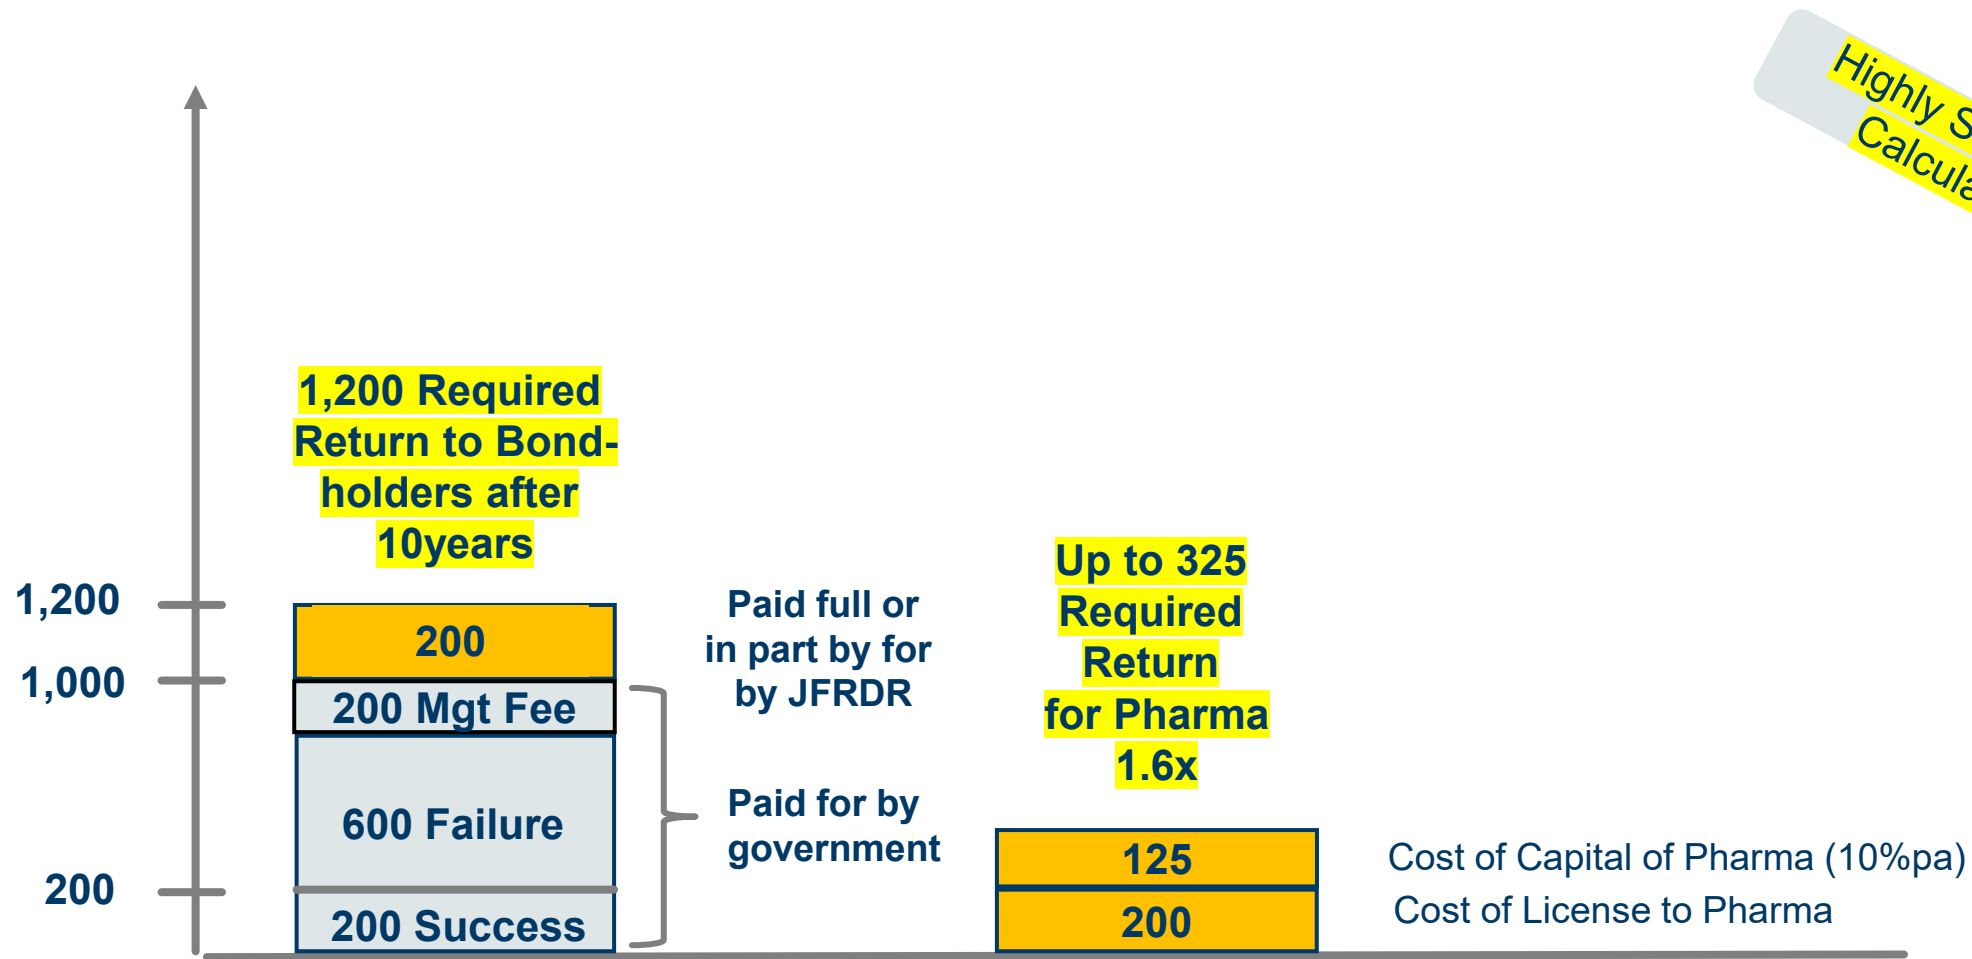 Highly
1,200 Required
Return to Bond-
holders after
10years
1,200
1,000
200
200
200 Mgt Fee
600 Failure
200 Success
Paid full or
in part by for
by JFRDR
Paid for by
government
Up to 325
Required
Return
for Pharma
1.6x
125
200
Cost of Capital of Pharma (10%pa)
Cost of License to Pharma